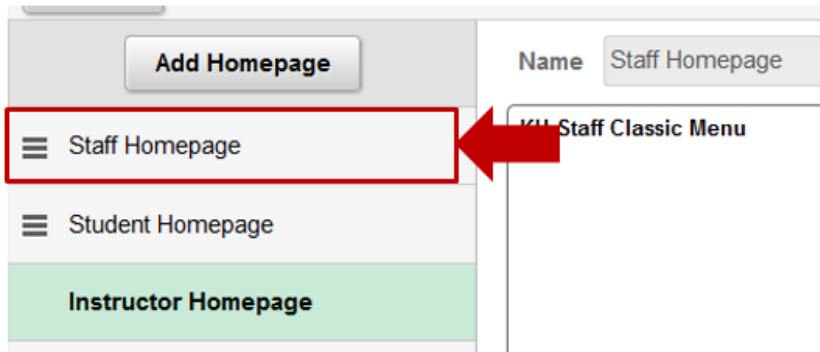 Add Homepage
Staff Homepage
Student Homepage
Instructor Homepage
Name Staff Homepage
Staff Classic Menu